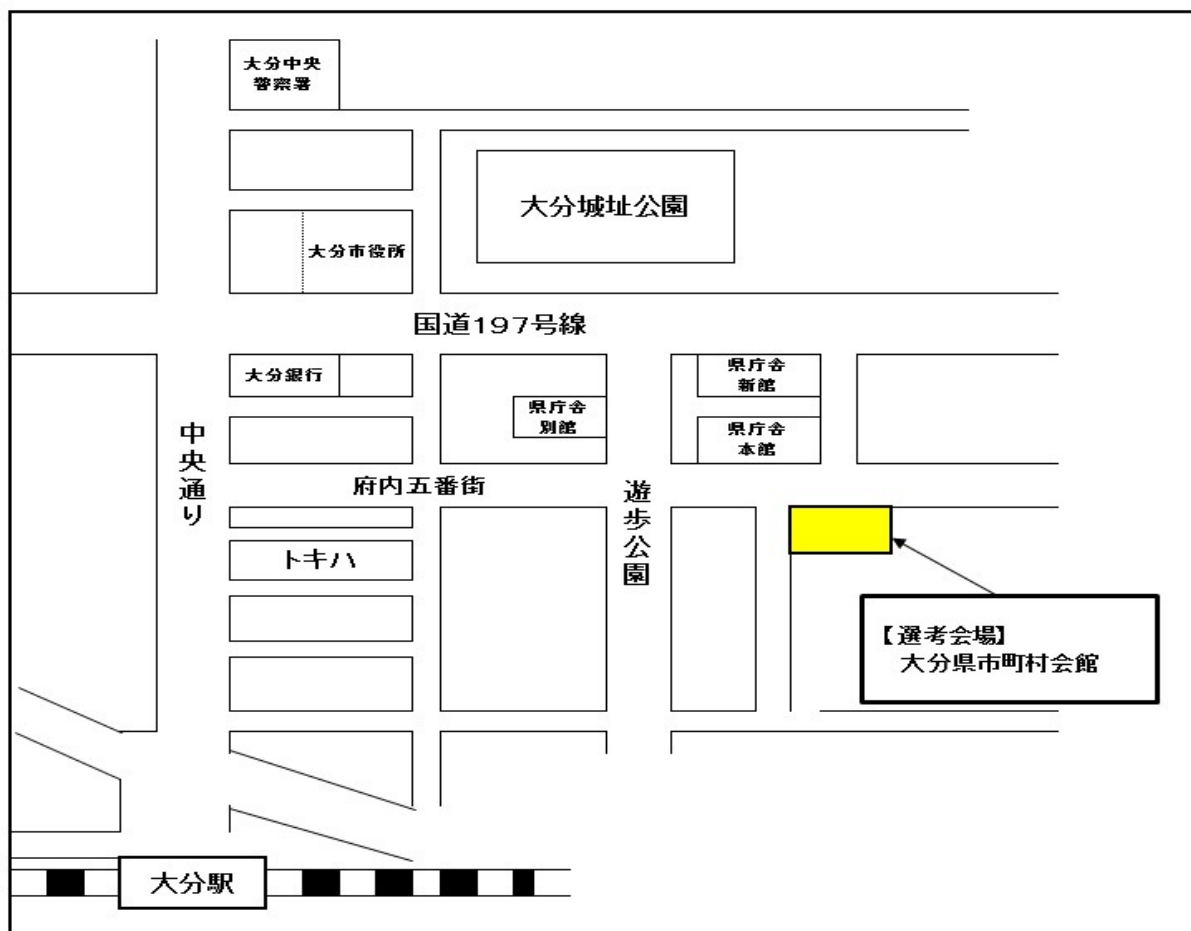 大分中央
警察署
大分城址公園
大分市役所
国道197号線
大分銀行
県庁舎
新館
県庁舎
別館
県庁舎
本館
中央通り
府内五番街
遊歩公園
トキハ
【選考会場】
大分県市町村会館
大分駅